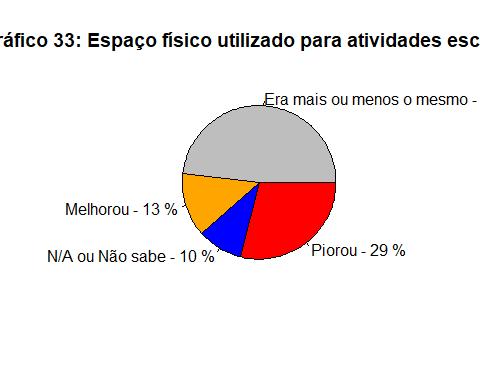 ráfico 33: Espaço físico utilizado para atividades esc
Era mais ou menos o mesmo -
Melhorou - 13 %
N/A ou Não sabe - 10 %
Piorou - 29 %